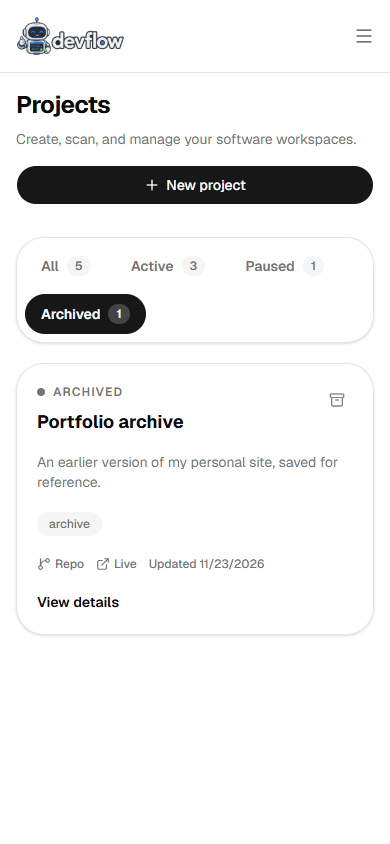 devflow
Projects
Create, scan, and manage your software workspaces.
New project
All 5 Active 3 Paused 1
Archived 1
ARCHIVED
Portfolio archive
An earlier version of my personal site, saved for
reference.
archive
Repo Live Updated 11/23/2026
View details